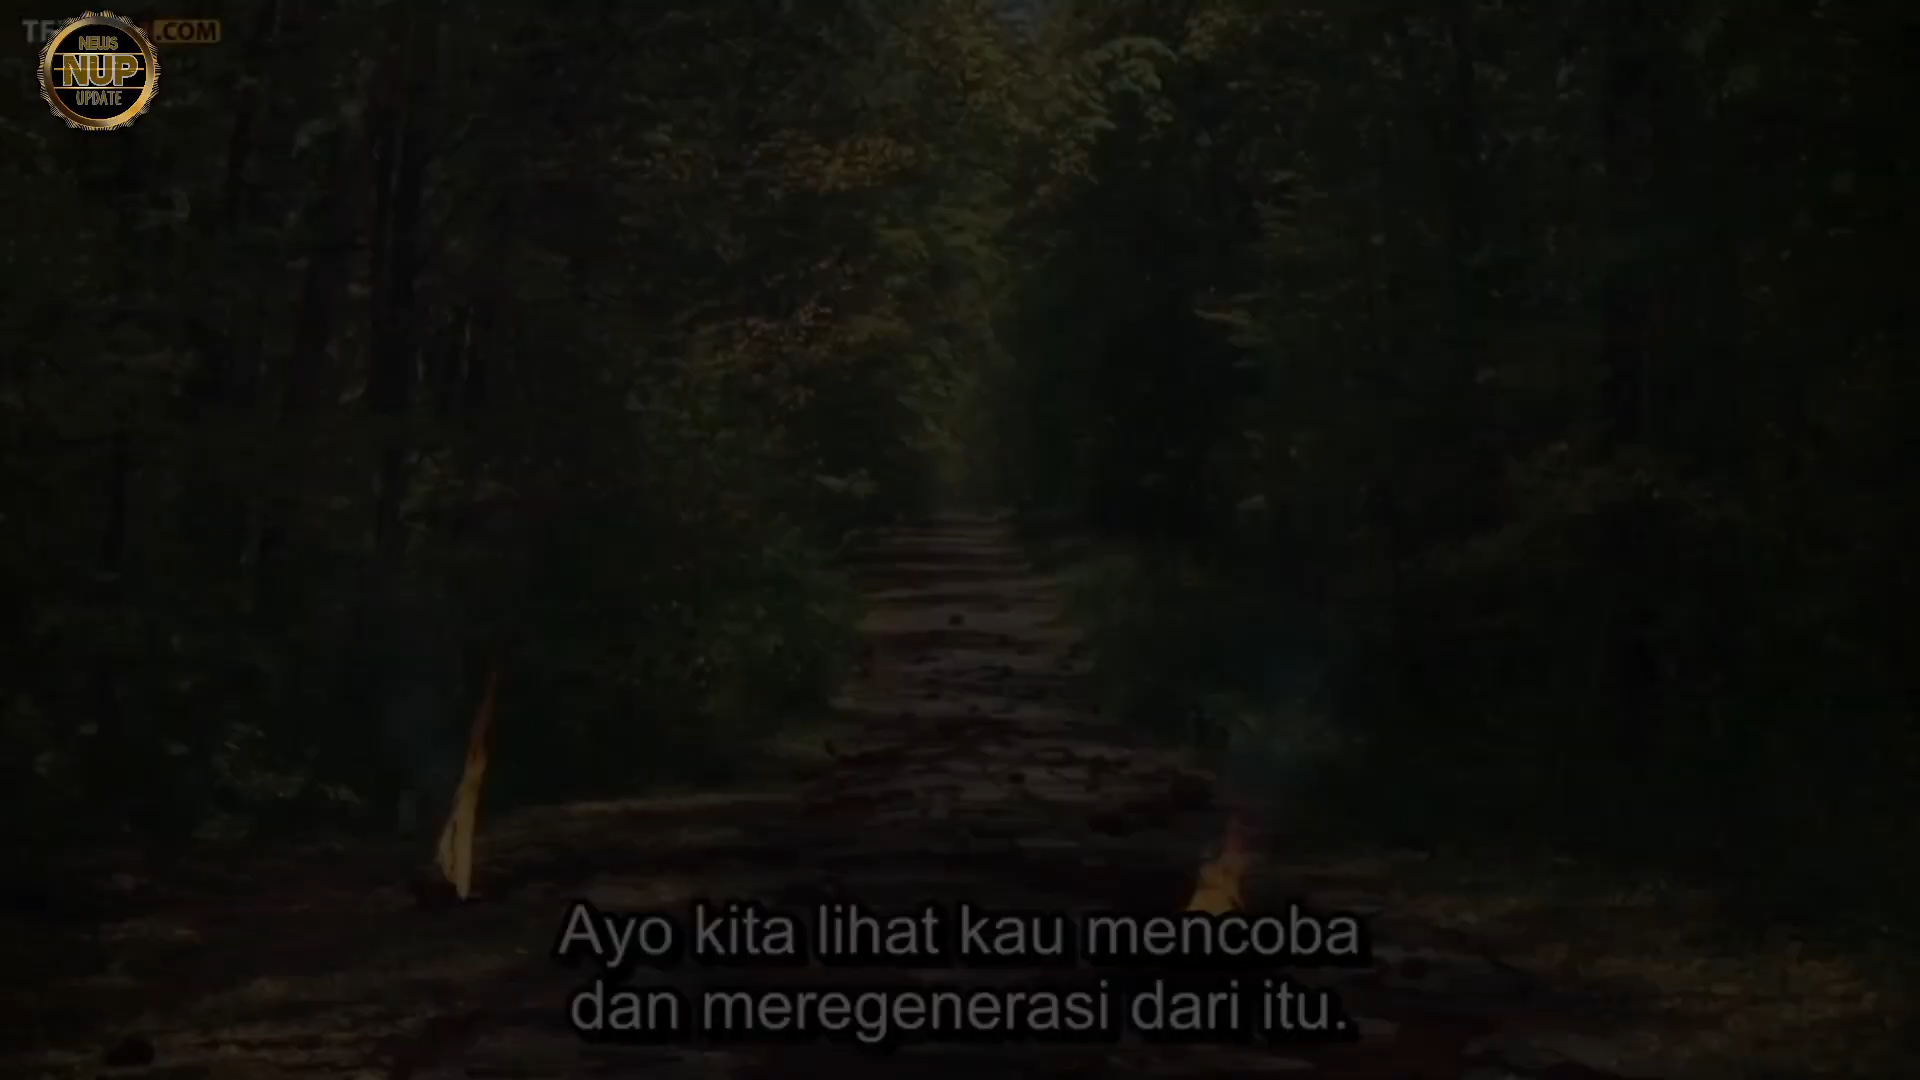 .COM
NEWS
NUP
UPDATE
Ayo kita lihat kau mencoba
dan meregenerasi dari itu.